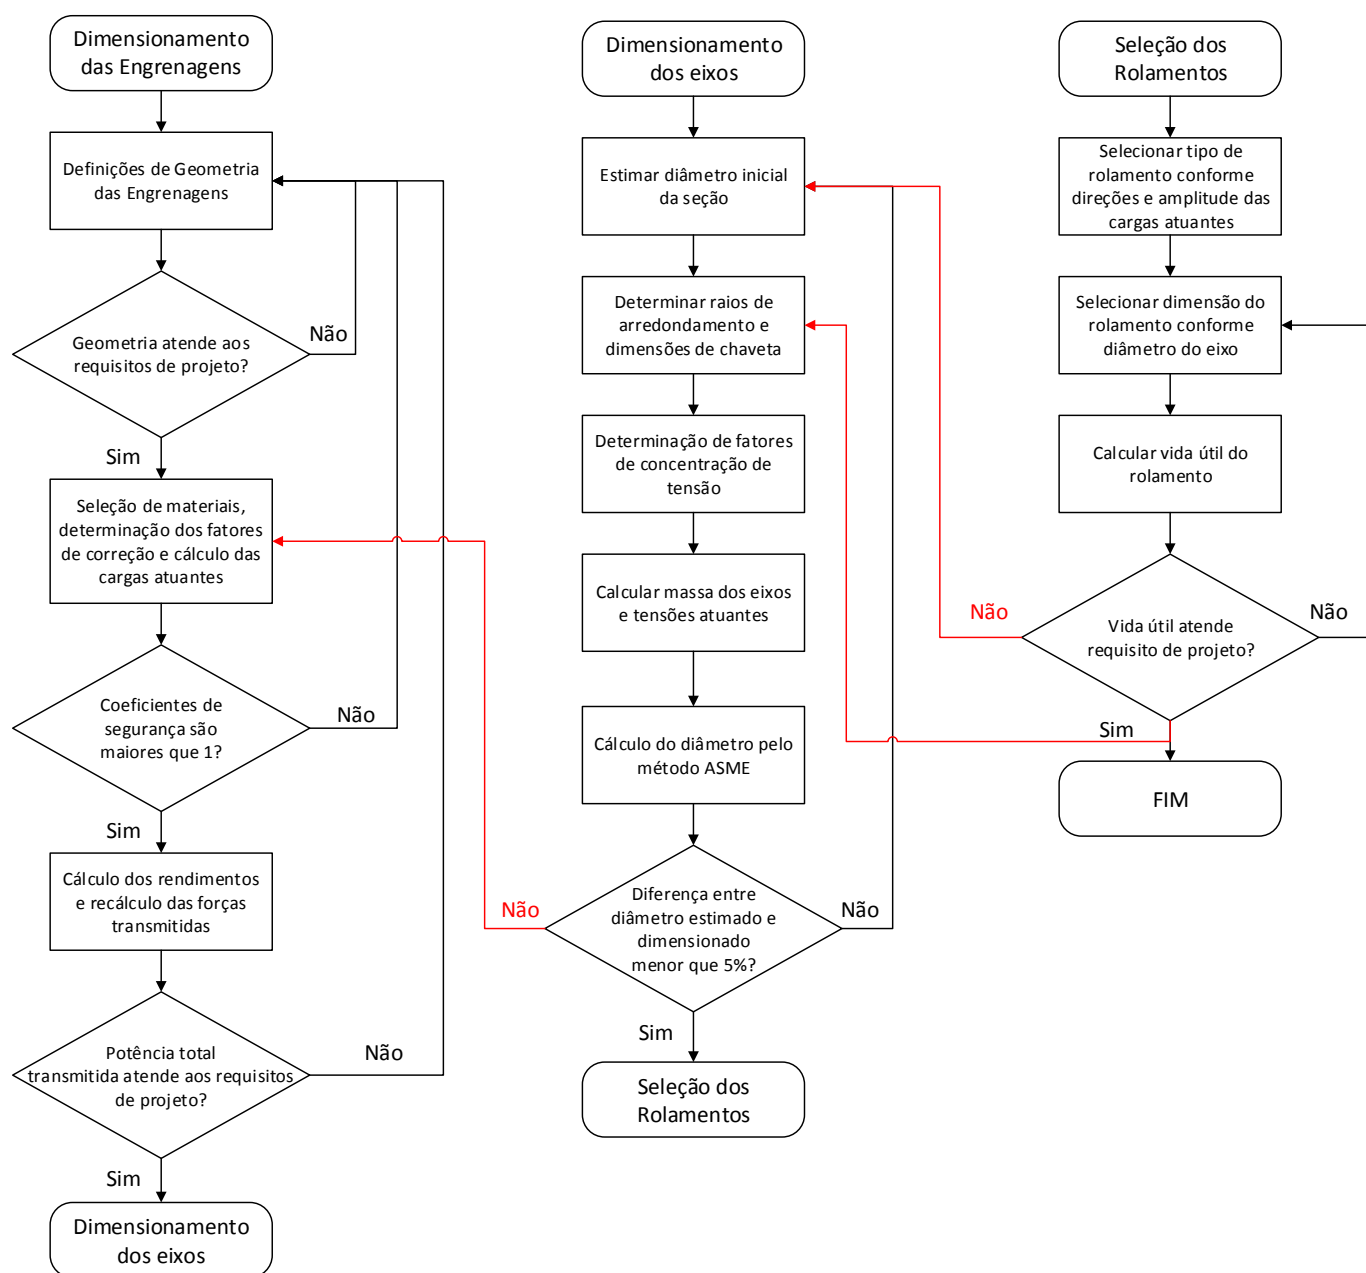 Dimensionamento
das Engrenagens
Definições de Geometria
das Engrenagens
Geometria atende aos
requisitos de projeto?
Não
Sim
Seleção de materiais,
determinação dos fatores
de correção e cálculo das
cargas atuantes
Coeficientes de
segurança são
maiores que 1?
Não
Sim
Cálculo dos rendimentos
e recálculo das forças
transmitidas
Potência total
transmitida atende aos requisitos
de projeto?
Não
Sim
Dimensionamento
dos eixos
Dimensionamento
dos eixos
Estimar diâmetro inicial
da seção
Determinar raios de
arredondamento e
dimensões de chaveta
Determinação de fatores
de concentração de
tensão
Calcular massa dos eixos
e tensões atuantes
Cálculo do diâmetro pelo
método ASME
Diferença entre
diâmetro estimado e
dimensionado
menor que 5%?
Não
Não
Sim
Seleção dos
Rolamentos
Seleção dos
Rolamentos
Selecionar tipo de
rolamento conforme
direções e amplitude das
cargas atuantes
Selecionar dimensão do
rolamento conforme
diâmetro do eixo
Calcular vida útil do
rolamento
Vida útil atende
requisito de projeto?
Não
Não
Sim
FIM